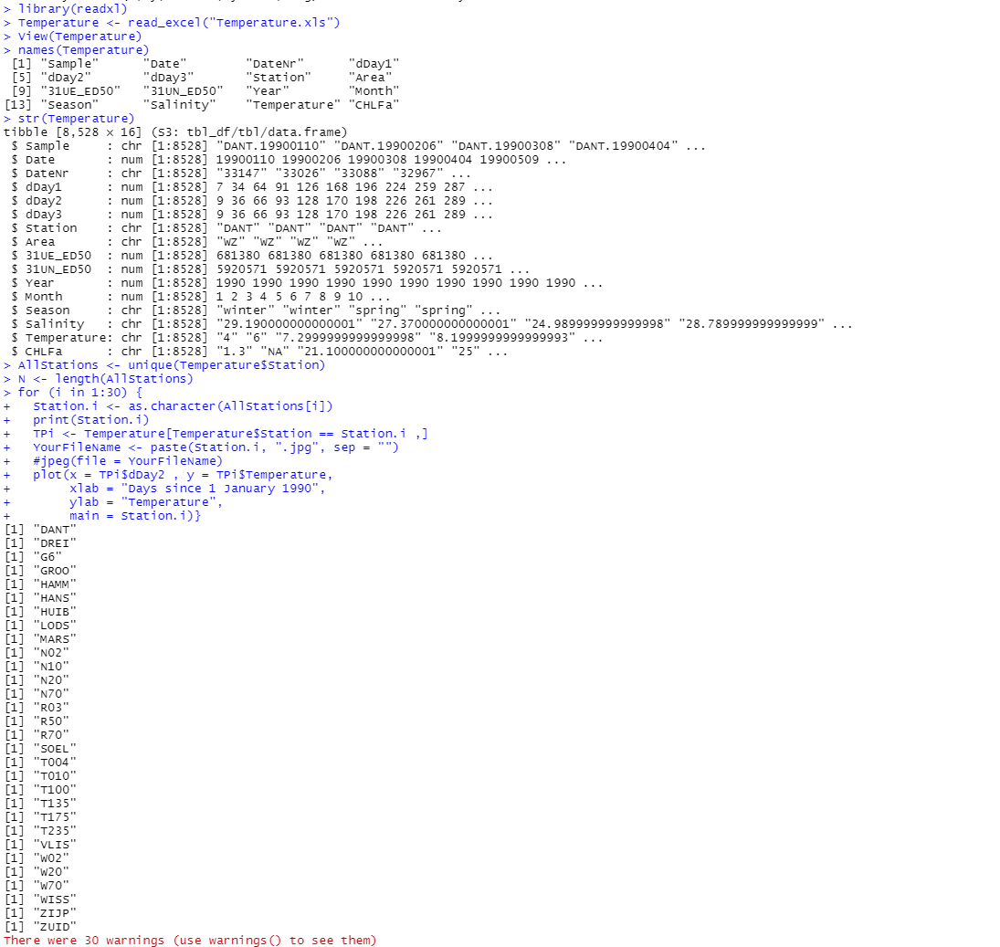 > library(readxl)
> Temperature <- read_excel("Temperature.xls")
> View(Temperature)
> names(Temperature)
 [1] "Sample"      "Date"        "DateNr"      "dDay1"
 [5] "dDay2"       "dDay3"       "Station"     "Area"
 [9] "31UE_ED50"   "31UN_ED50"   "Year"        "Month"
[13] "Season"      "Salinity"    "Temperature" "CHLFa"
> str(Temperature)
tibble [8,528 × 16] (S3: tbl_df/tbl/data.frame)
 $ Sample     : chr [1:8528] "DANT.19900110" "DANT.19900206" "DANT.19900308" "DANT.19900404" ...
 $ Date       : num [1:8528] 19900110 19900206 19900308 19900404 19900509 ...
 $ DateNr     : chr [1:8528] "33147" "33026" "33088" "32967" ...
 $ dDay1      : num [1:8528] 7 34 64 91 126 168 196 224 259 287 ...
 $ dDay2      : num [1:8528] 9 36 66 93 128 170 198 226 261 289 ...
 $ dDay3      : num [1:8528] 9 36 66 93 128 170 198 226 261 289 ...
 $ Station    : chr [1:8528] "DANT" "DANT" "DANT" "DANT" ...
 $ Area       : chr [1:8528] "WZ" "WZ" "WZ" "WZ" ...
 $ 31UE_ED50  : num [1:8528] 681380 681380 681380 681380 681380 ...
 $ 31UN_ED50  : num [1:8528] 5920571 5920571 5920571 5920571 5920571 ...
 $ Year       : num [1:8528] 1990 1990 1990 1990 1990 1990 1990 1990 1990 1990 ...
 $ Month      : num [1:8528] 1 2 3 4 5 6 7 8 9 10 ...
 $ Season     : chr [1:8528] "winter" "winter" "spring" "spring" ...
 $ Salinity   : chr [1:8528] "29.190000000000001" "27.370000000000001" "24.989999999999998" "28.789999999999999" ...
 $ Temperature: chr [1:8528] "4" "6" "7.2999999999999998" "8.1999999999999993" ...
 $ CHLFa      : chr [1:8528] "1.3" "NA" "21.100000000000001" "25" ...
> AllStations <- unique(Temperature$Station)
> N <- length(AllStations)
> for (i in 1:30) {
+   Station.i <- as.character(AllStations[i])
+   print(Station.i)
+   TPi <- Temperature[Temperature$Station == Station.i ,]
+   YourFileName <- paste(Station.i, ".jpg", sep = "")
+   #jpeg(file = YourFileName)
+   plot(x = TPi$dDay2 , y = TPi$Temperature,
+        xlab = "Days since 1 January 1990",
+        ylab = "Temperature",
+        main = Station.i)}
[1] "DANT"
[1] "DREI"
[1] "G6"
[1] "GROO"
[1] "HAMM"
[1] "HANS"
[1] "HUIB"
[1] "LODS"
[1] "MARS"
[1] "N02"
[1] "N10"
[1] "N20"
[1] "N70"
[1] "R03"
[1] "R50"
[1] "R70"
[1] "SOEL"
[1] "T004"
[1] "T010"
[1] "T100"
[1] "T135"
[1] "T175"
[1] "T235"
[1] "VLIS"
[1] "W02"
[1] "W20"
[1] "W70"
[1] "WISS"
[1] "ZIJP"
[1] "ZUID"
There were 30 warnings (use warnings() to see them)